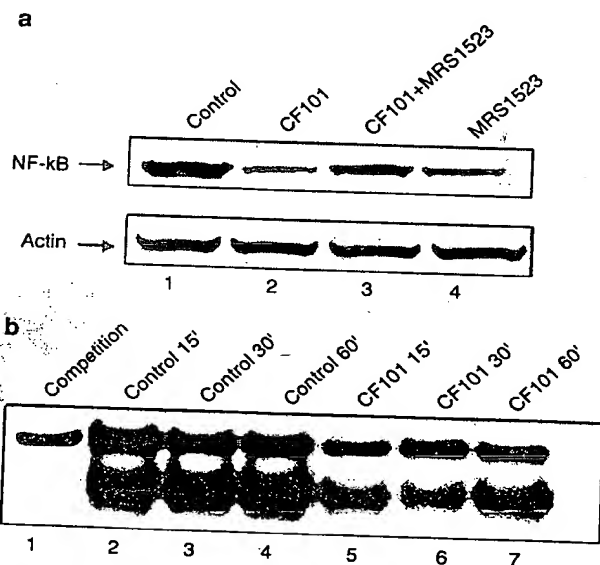 a
Control
CF101
CF101+MRS1523
MRS1523
NF-kB
Actin
1 2 3 4
b
Competition
Control 15'
Control 30'
Control 60'
CF101 15'
CF101 30'
CF101 60'
1 2 3 4 5 6 7